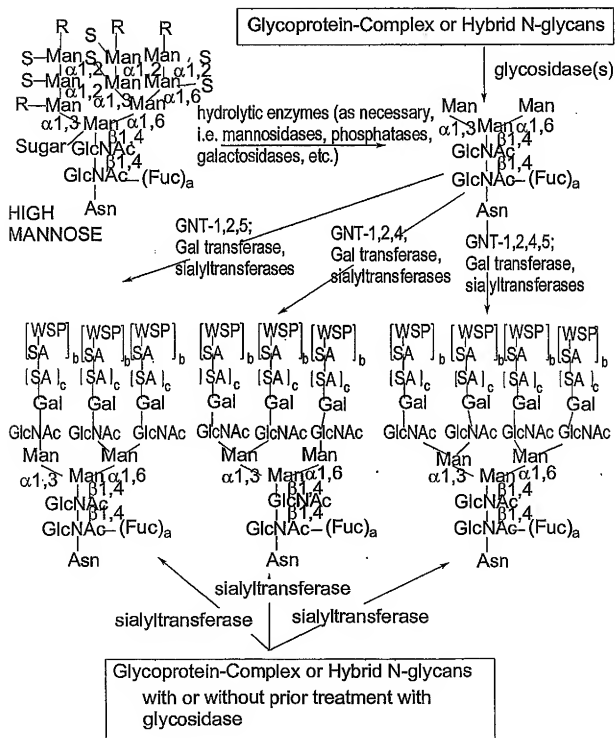 Glycoprotein-Complex or Hybrid N-glycans
glycosidase(s)
R R R
S Man Man Man S
S–Man α1,2 α1,2 α1,2
S–Man Man Man–S
α1,2 α1,2 α1,2 S
R–Man α1,3 Man α1,6
α1,3 Man α1,6
Sugar β1,4
GlcNAc
β1,4
GlcNAc–(Fuc)a
Asn
HIGH
MANNOSE
hydrolytic enzymes (as necessary,
i.e. mannosidases, phosphatases,
galactosidases, etc.)
Man Man
α1,3 Man α1,6
β1,4
GlcNAc
β1,4
GlcNAc–(Fuc)a
Asn
GNT-1,2,5;
Gal transferase,
sialyltransferases
GNT-1,2,4;
Gal transferase,
sialyltransferases
GNT-1,2,4,5;
Gal transferase,
sialyltransferases
[WSP]b [WSP]b [WSP]b
SA SA SA
[SA]c [SA]c [SA]c
Gal Gal Gal
GlcNAc GlcNAc GlcNAc
Man Man
α1,3 Man α1,6
β1,4
GlcNAc
β1,4
GlcNAc–(Fuc)a
Asn
[WSP]b [WSP]b [WSP]b
SA SA SA
[SA]c [SA]c [SA]c
Gal Gal Gal
GlcNAc GlcNAc GlcNAc
Man Man
α1,3 Man α1,6
β1,4
GlcNAc
β1,4
GlcNAc–(Fuc)a
Asn
[WSP]b [WSP]b [WSP]b [WSP]b
SA SA SA SA
[SA]c [SA]c [SA]c [SA]c
Gal Gal Gal Gal
GlcNAc GlcNAc GlcNAc GlcNAc
Man Man
α1,3 Man α1,6
β1,4
GlcNAc
β1,4
GlcNAc–(Fuc)a
Asn
sialyltransferase
sialyltransferase
sialyltransferase
Glycoprotein-Complex or Hybrid N-glycans
with or without prior treatment with
glycosidase